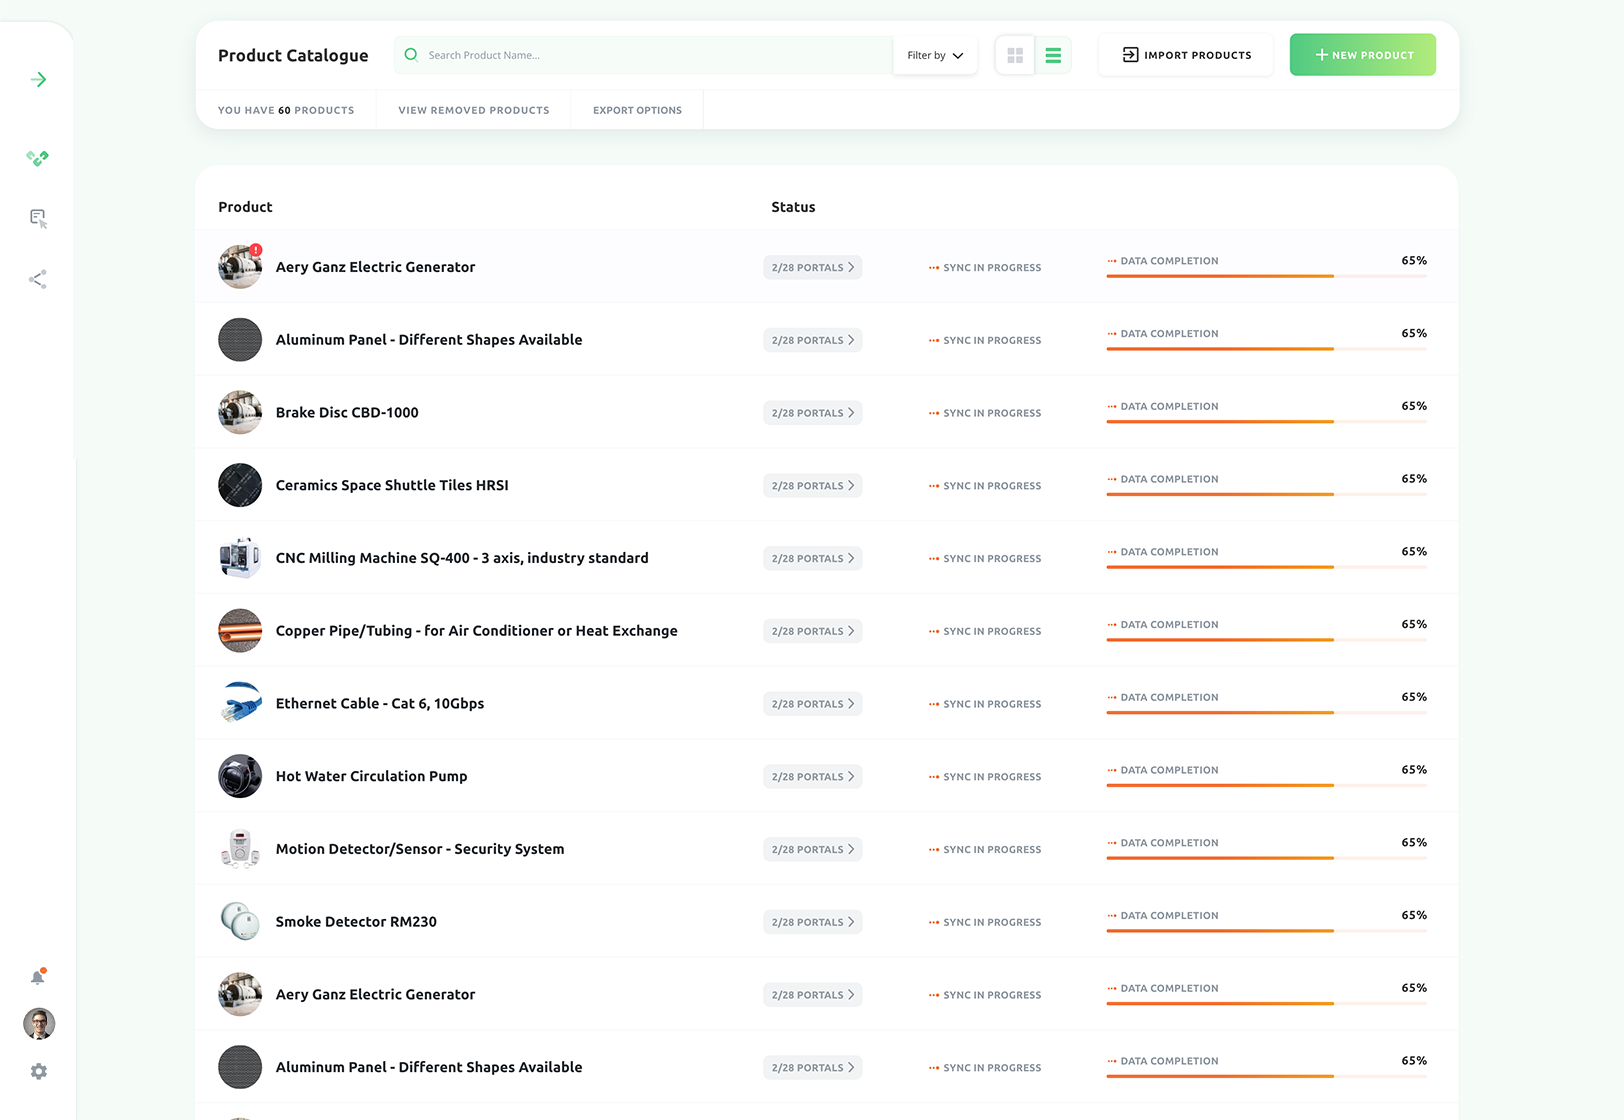 Product Catalogue
Search Product Name...
Filter by
IMPORT PRODUCTS
NEW PRODUCT
YOU HAVE 60 PRODUCTS
VIEW REMOVED PRODUCTS
EXPORT OPTIONS
Product Status
Aery Ganz Electric Generator 2/28 PORTALS SYNC IN PROGRESS DATA COMPLETION 65%
Aluminum Panel - Different Shapes Available 2/28 PORTALS SYNC IN PROGRESS DATA COMPLETION 65%
Brake Disc CBD-1000 2/28 PORTALS SYNC IN PROGRESS DATA COMPLETION 65%
Ceramics Space Shuttle Tiles HRSI 2/28 PORTALS SYNC IN PROGRESS DATA COMPLETION 65%
CNC Milling Machine SQ-400 - 3 axis, industry standard 2/28 PORTALS SYNC IN PROGRESS DATA COMPLETION 65%
Copper Pipe/Tubing - for Air Conditioner or Heat Exchange 2/28 PORTALS SYNC IN PROGRESS DATA COMPLETION 65%
Ethernet Cable - Cat 6, 10Gbps 2/28 PORTALS SYNC IN PROGRESS DATA COMPLETION 65%
Hot Water Circulation Pump 2/28 PORTALS SYNC IN PROGRESS DATA COMPLETION 65%
Motion Detector/Sensor - Security System 2/28 PORTALS SYNC IN PROGRESS DATA COMPLETION 65%
Smoke Detector RM230 2/28 PORTALS SYNC IN PROGRESS DATA COMPLETION 65%
Aery Ganz Electric Generator 2/28 PORTALS SYNC IN PROGRESS DATA COMPLETION 65%
Aluminum Panel - Different Shapes Available 2/28 PORTALS SYNC IN PROGRESS DATA COMPLETION 65%